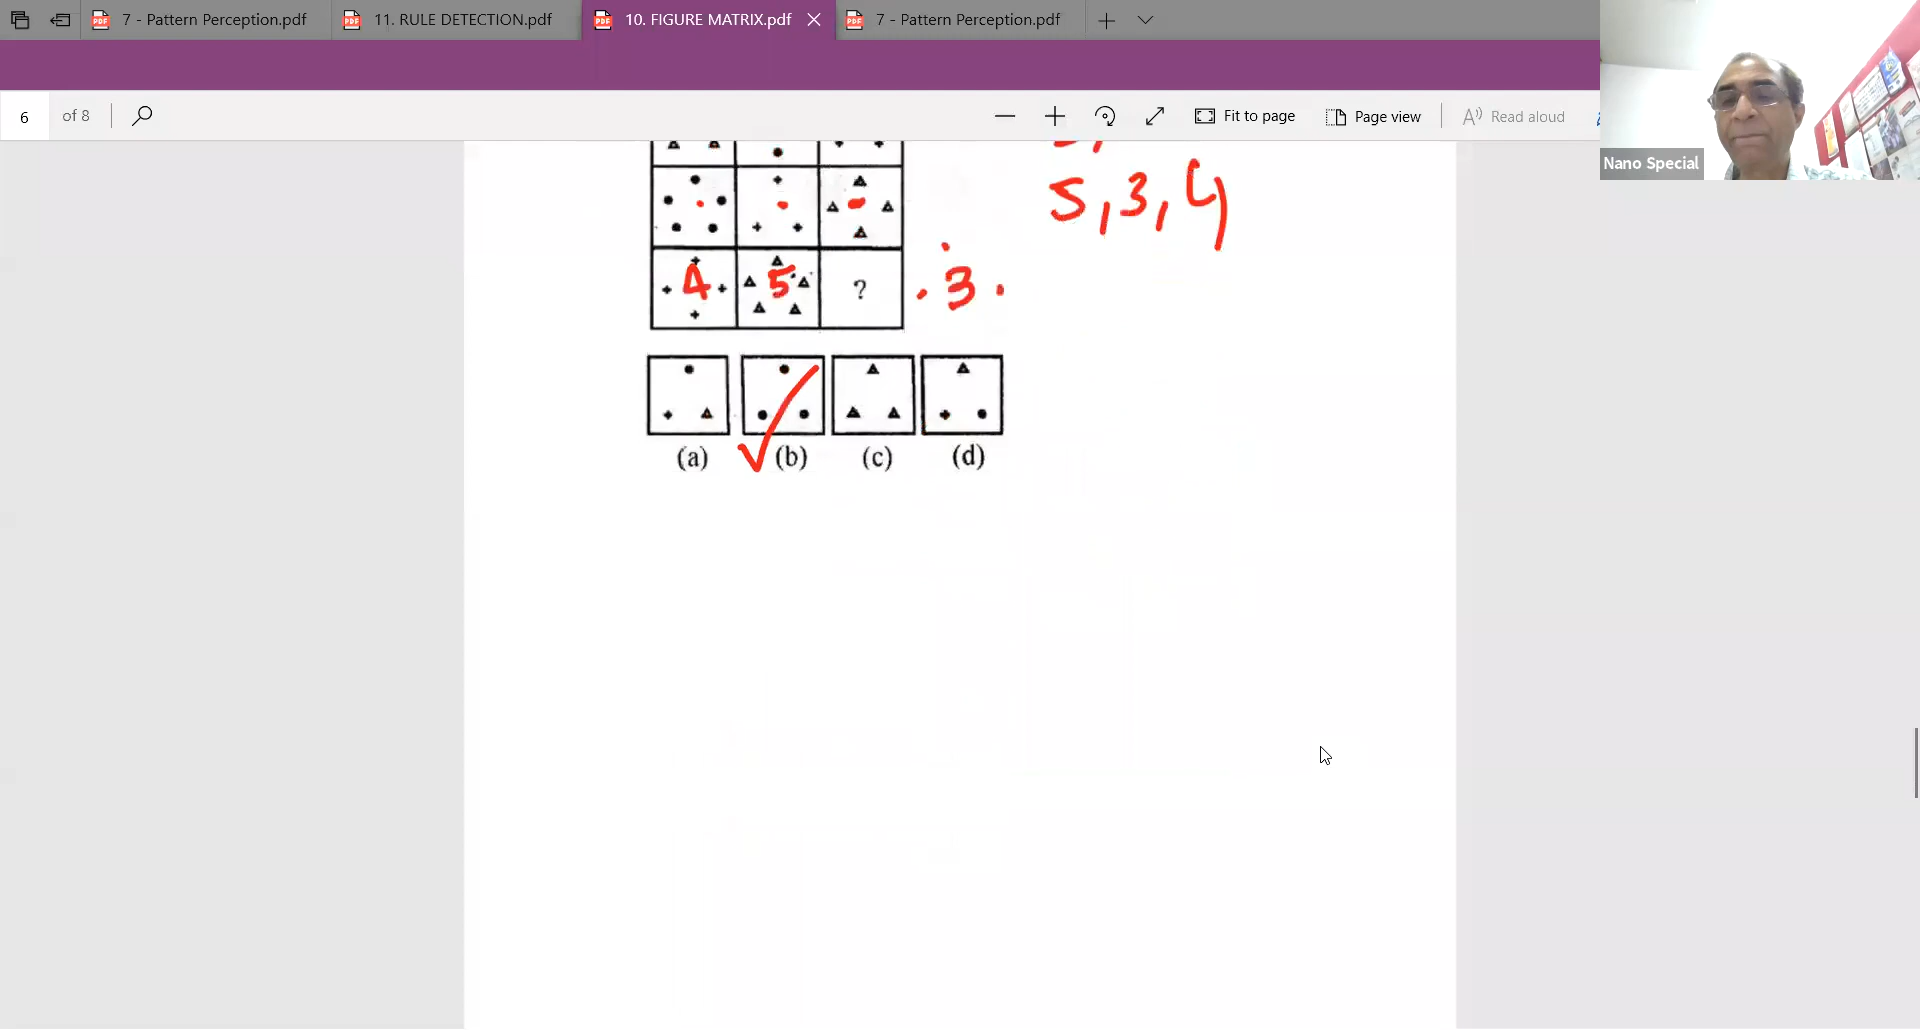 7 - Pattern Perception.pdf
11. RULE DETECTION.pdf
10. FIGURE MATRIX.pdf
7 - Pattern Perception.pdf
6 of 8
Fit to page
Page view
Read aloud
Nano Special
5, 3, 4
4 5 ? . 3 .
(a) (b) (c) (d)